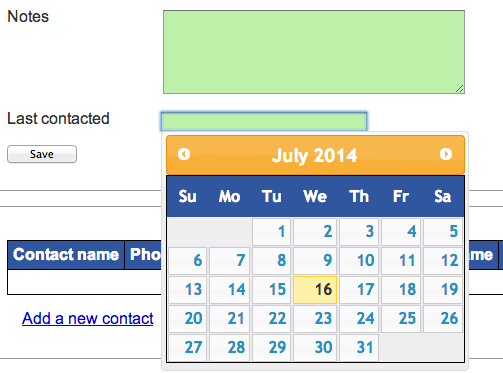 Notes
Last contacted
Save
July 2014
Su Mo Tu We Th Fr Sa
1 2 3 4 5
6 7 8 9 10 11 12
13 14 15 16 17 18 19
20 21 22 23 24 25 26
27 28 29 30 31
Contact name Pho ame
Add a new contact